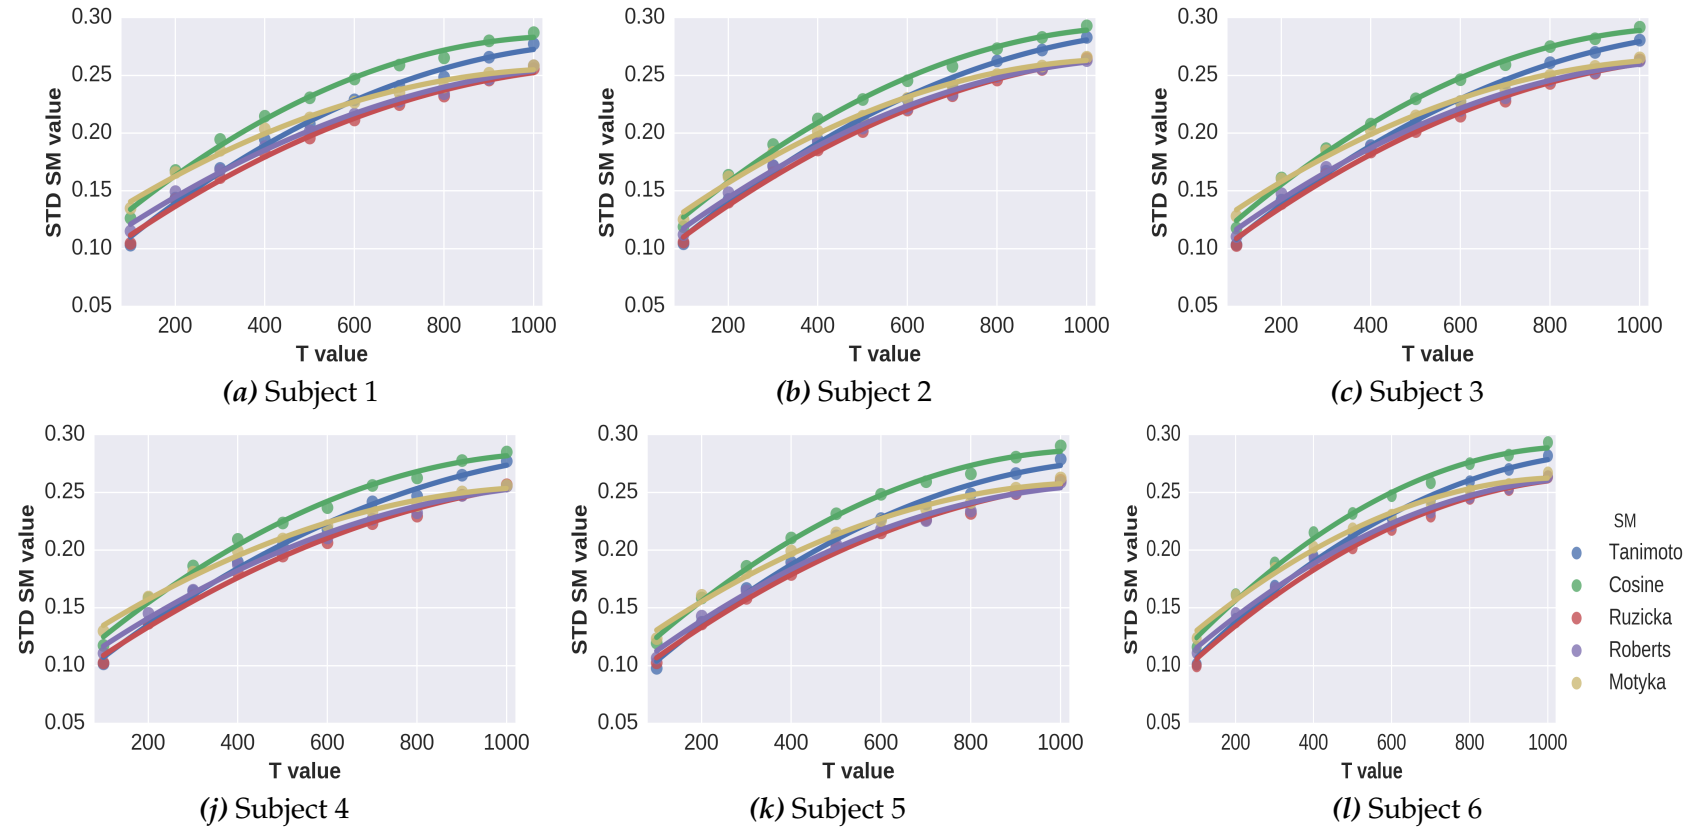 0.30
0.25
0.20
0.15
0.10
0.05
STD SM value
200 400 600 800 1000
T value
(a) Subject 1
0.30
0.25
0.20
0.15
0.10
0.05
STD SM value
200 400 600 800 1000
T value
(b) Subject 2
0.30
0.25
0.20
0.15
0.10
0.05
STD SM value
200 400 600 800 1000
T value
(c) Subject 3
0.30
0.25
0.20
0.15
0.10
0.05
STD SM value
200 400 600 800 1000
T value
(j) Subject 4
0.30
0.25
0.20
0.15
0.10
0.05
STD SM value
200 400 600 800 1000
T value
(k) Subject 5
0.30
0.25
0.20
0.15
0.10
0.05
STD SM value
200 400 600 800 1000
T value
(l) Subject 6
SM
Tanimoto
Cosine
Ruzicka
Roberts
Motyka